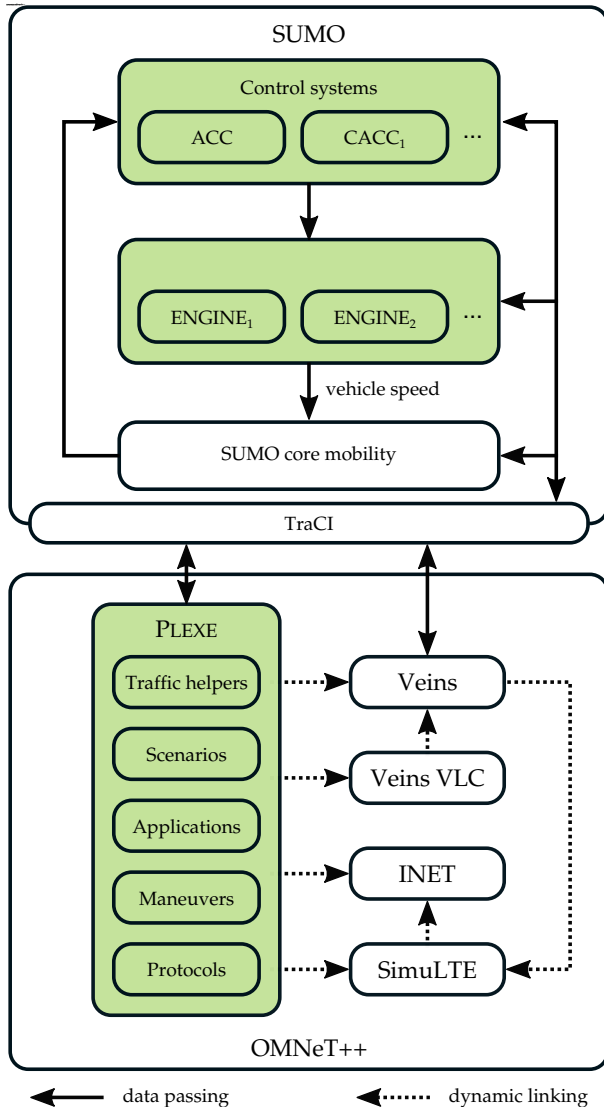 SUMO
Control systems
ACC
CACC₁
...
ENGINE₁
ENGINE₂
...
vehicle speed
SUMO core mobility
TraCI
PLEXE
Traffic helpers
Veins
Scenarios
Veins VLC
Applications
INET
Maneuvers
Protocols
SimuLTE
OMNeT++
data passing
dynamic linking